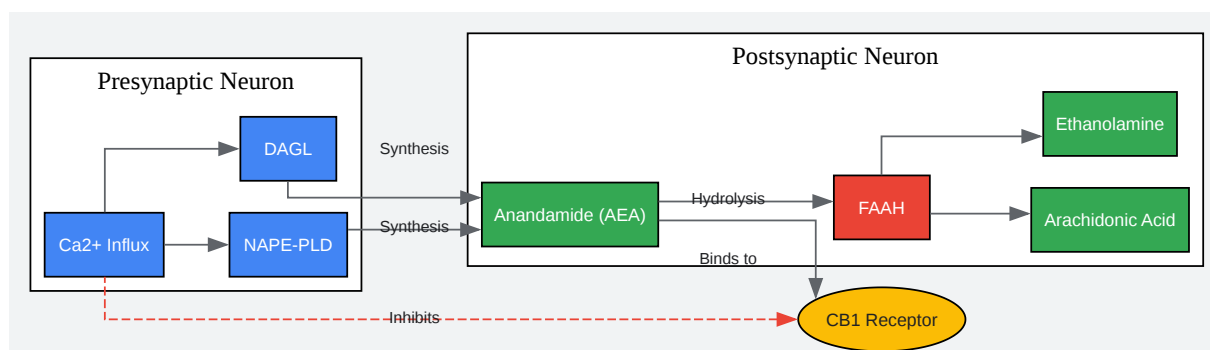 Presynaptic Neuron
Postsynaptic Neuron
DAGL
Ca2+ Influx
NAPE-PLD
Synthesis
Synthesis
Anandamide (AEA)
Hydrolysis
FAAH
Ethanolamine
Arachidonic Acid
Binds to
Inhibits
CB1 Receptor